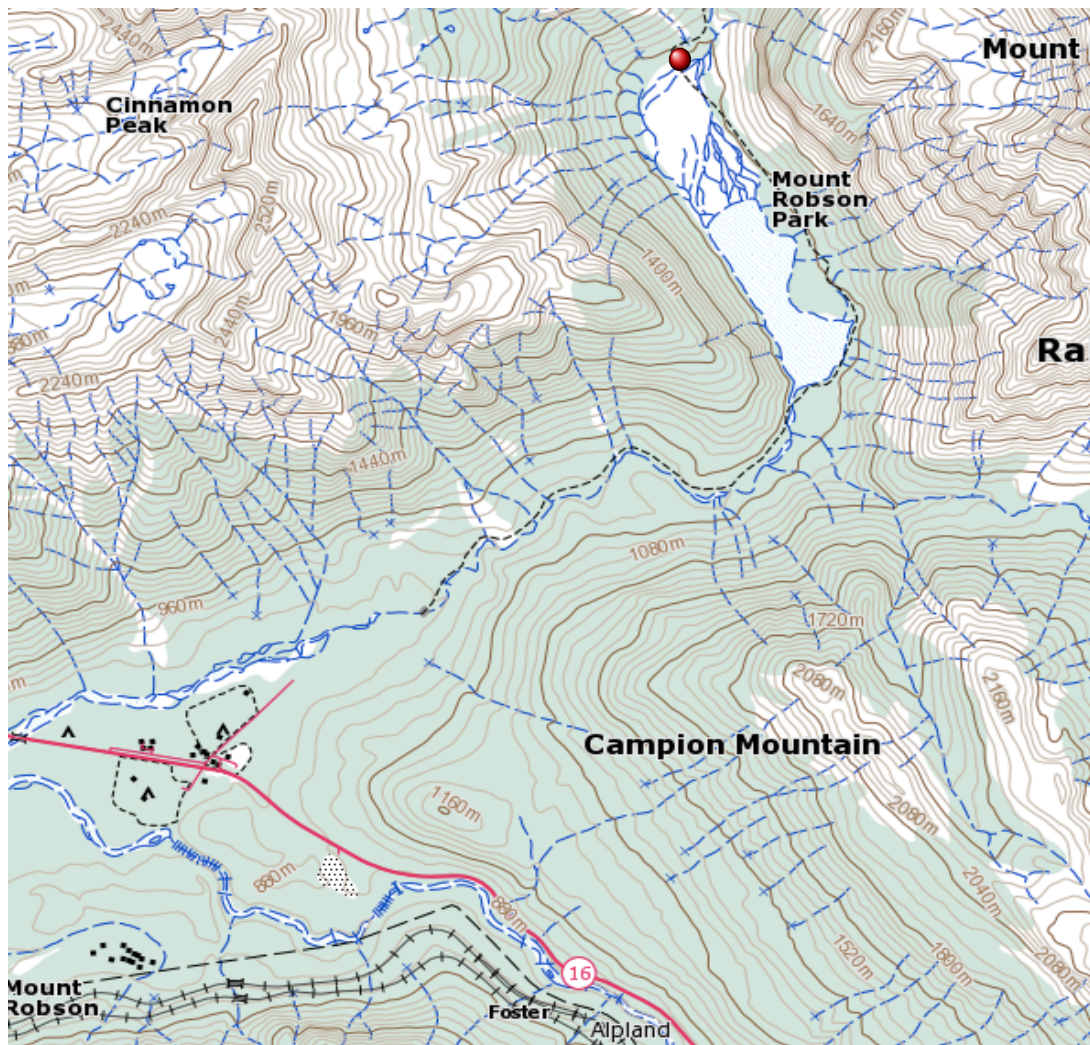 2440m
2160m
Mount
Cinnamon
Peak
1640m
Mount
Robson
Park
2520m
2240m
1400m
2440m
1960m
Ra
2240m
1440m
1080m
960m
1720m
2080m
2160m
Campion Mountain
1160m
2080m
880m
2040m
880m
1520m
1800m
2080m
16
Mount
Robson
Foster
Alpland